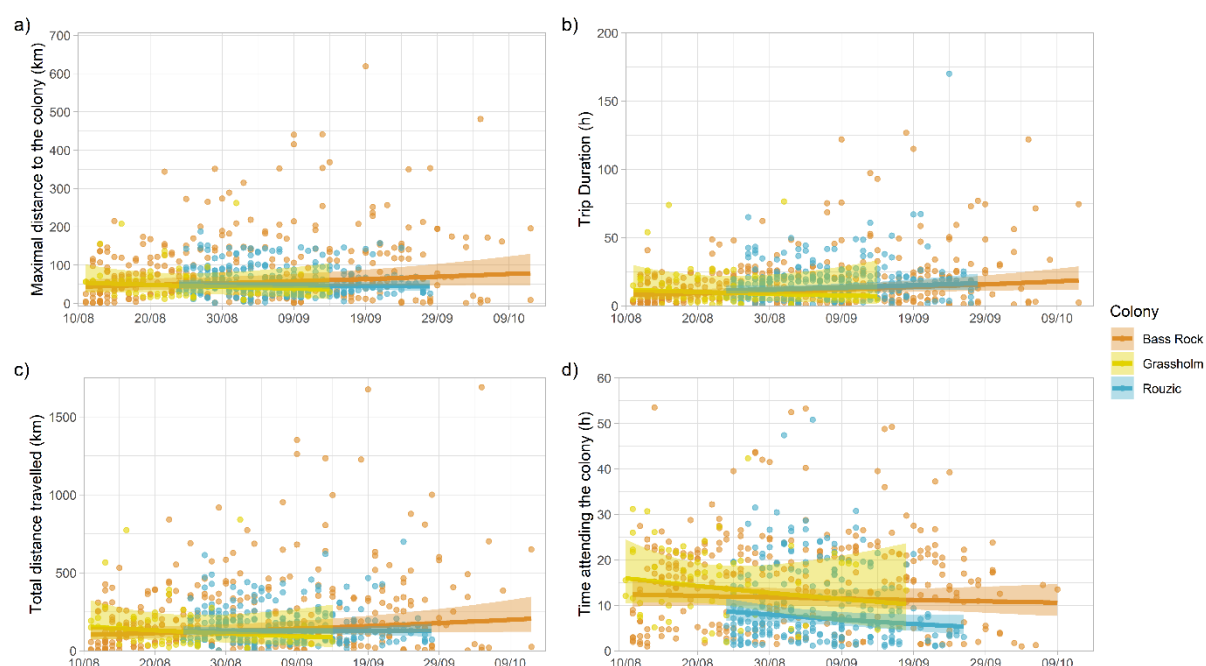 a)
Maximal distance to the colony (km)
700
600
500
400
300
200
100
0
10/08 20/08 30/08 09/09 19/09 29/09 09/10
b)
Trip Duration (h)
200
150
100
50
0
10/08 20/08 30/08 09/09 19/09 29/09 09/10
Colony
Bass Rock
Grassholm
Rouzic
c)
Total distance travelled (km)
1500
1000
500
0
10/08 20/08 30/08 09/09 19/09 29/09 09/10
d)
Time attending the colony (h)
60
50
40
30
20
10
0
10/08 20/08 30/08 09/09 19/09 29/09 09/10